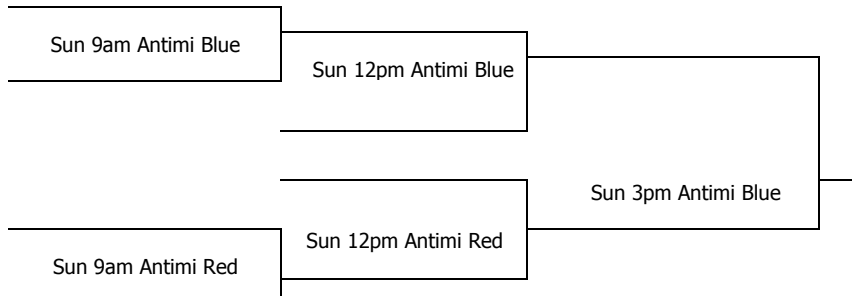 Sun 9am Antimi Blue
Sun 12pm Antimi Blue
Sun 3pm Antimi Blue
Sun 12pm Antimi Red
Sun 9am Antimi Red